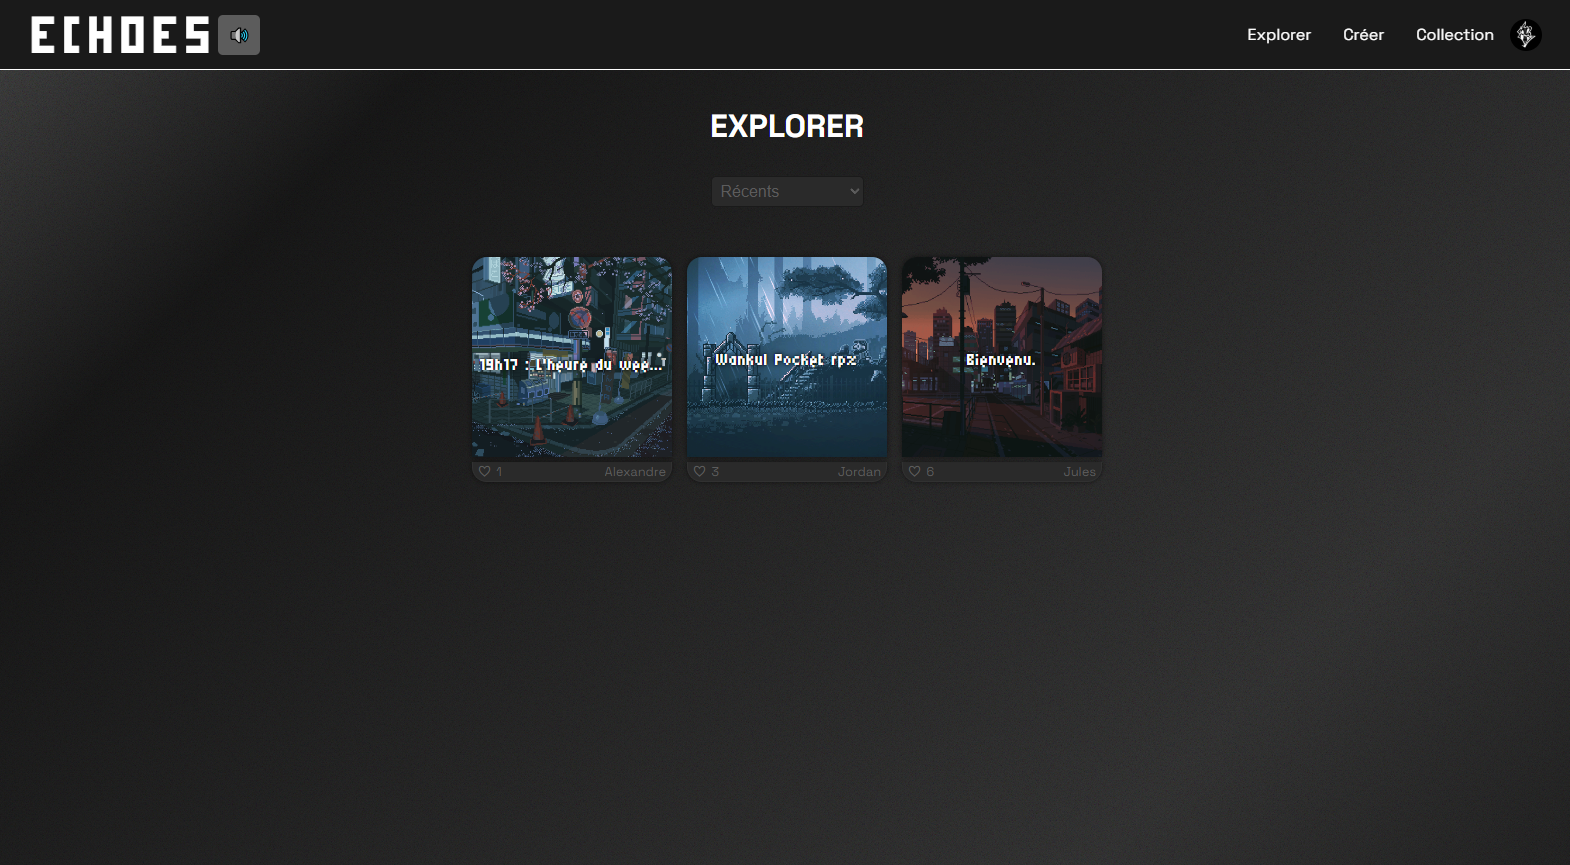 ECHOES
Explorer Créer Collection
EXPLORER
Récents
19h17 : L'heure du wee...
Wankul Pocket rpz
Bienvenu.
1 Alexandre
3 Jordan
6 Jules